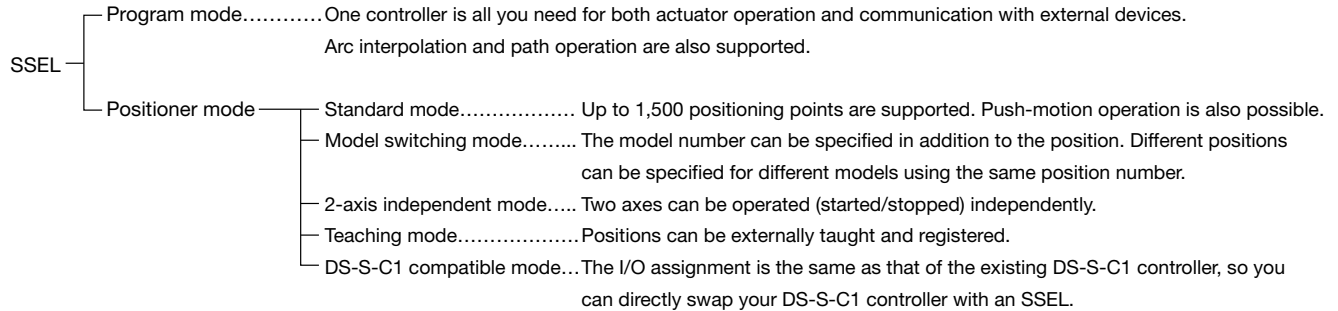 Program mode…………One controller is all you need for both actuator operation and communication with external devices.
Arc interpolation and path operation are also supported.
SSEL
Positioner mode
Standard mode……………… Up to 1,500 positioning points are supported. Push-motion operation is also possible.
Model switching mode……... The model number can be specified in addition to the position. Different positions
can be specified for different models using the same position number.
2-axis independent mode….. Two axes can be operated (started/stopped) independently.
Teaching mode………………..Positions can be externally taught and registered.
DS-S-C1 compatible mode…The I/O assignment is the same as that of the existing DS-S-C1 controller, so you
can directly swap your DS-S-C1 controller with an SSEL.